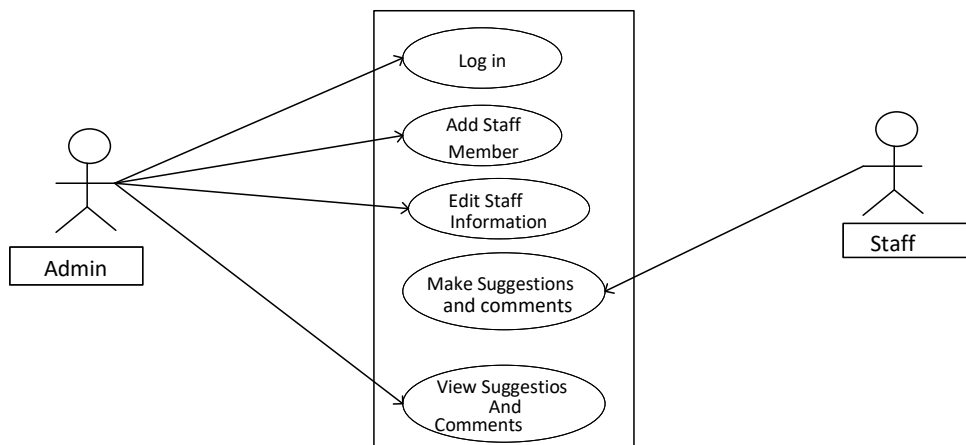 Log in
Add Staff
Member
Edit Staff
Information
Admin
Staff
Make Suggestions
and comments
View Suggestios
And
Comments